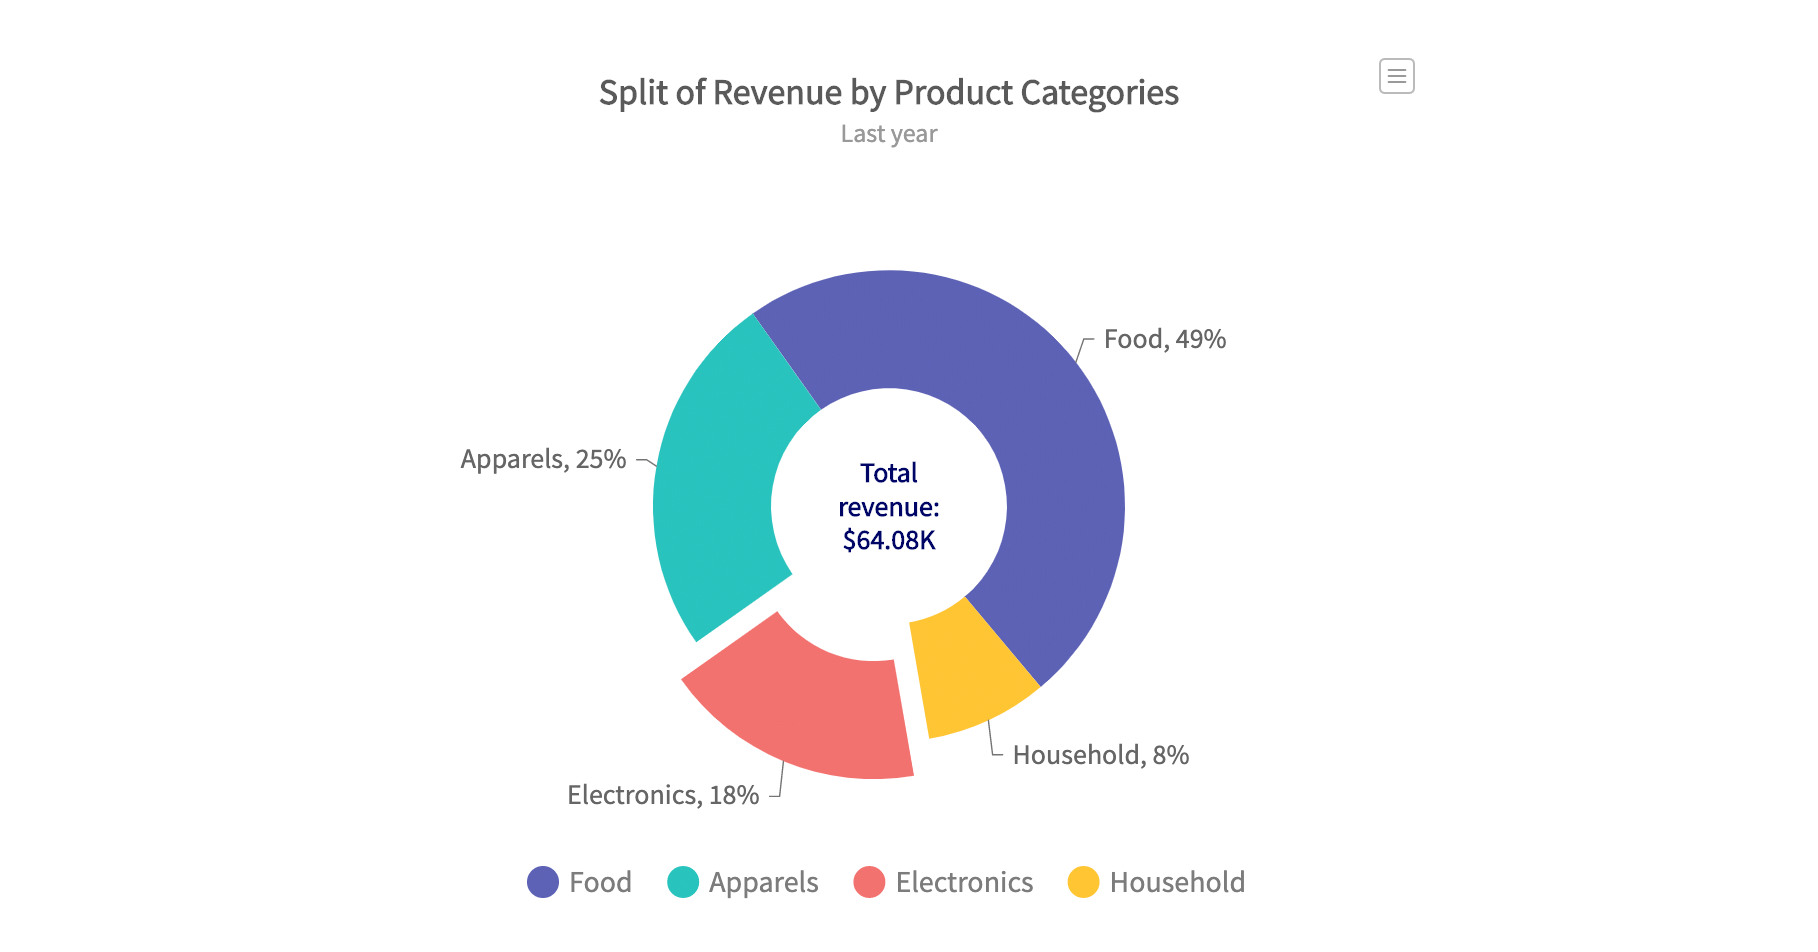 Split of Revenue by Product Categories
Last year
Food, 49%
Apparels, 25%
Total
revenue:
$64.08K
Household, 8%
Electronics, 18%
Food
Apparels
Electronics
Household